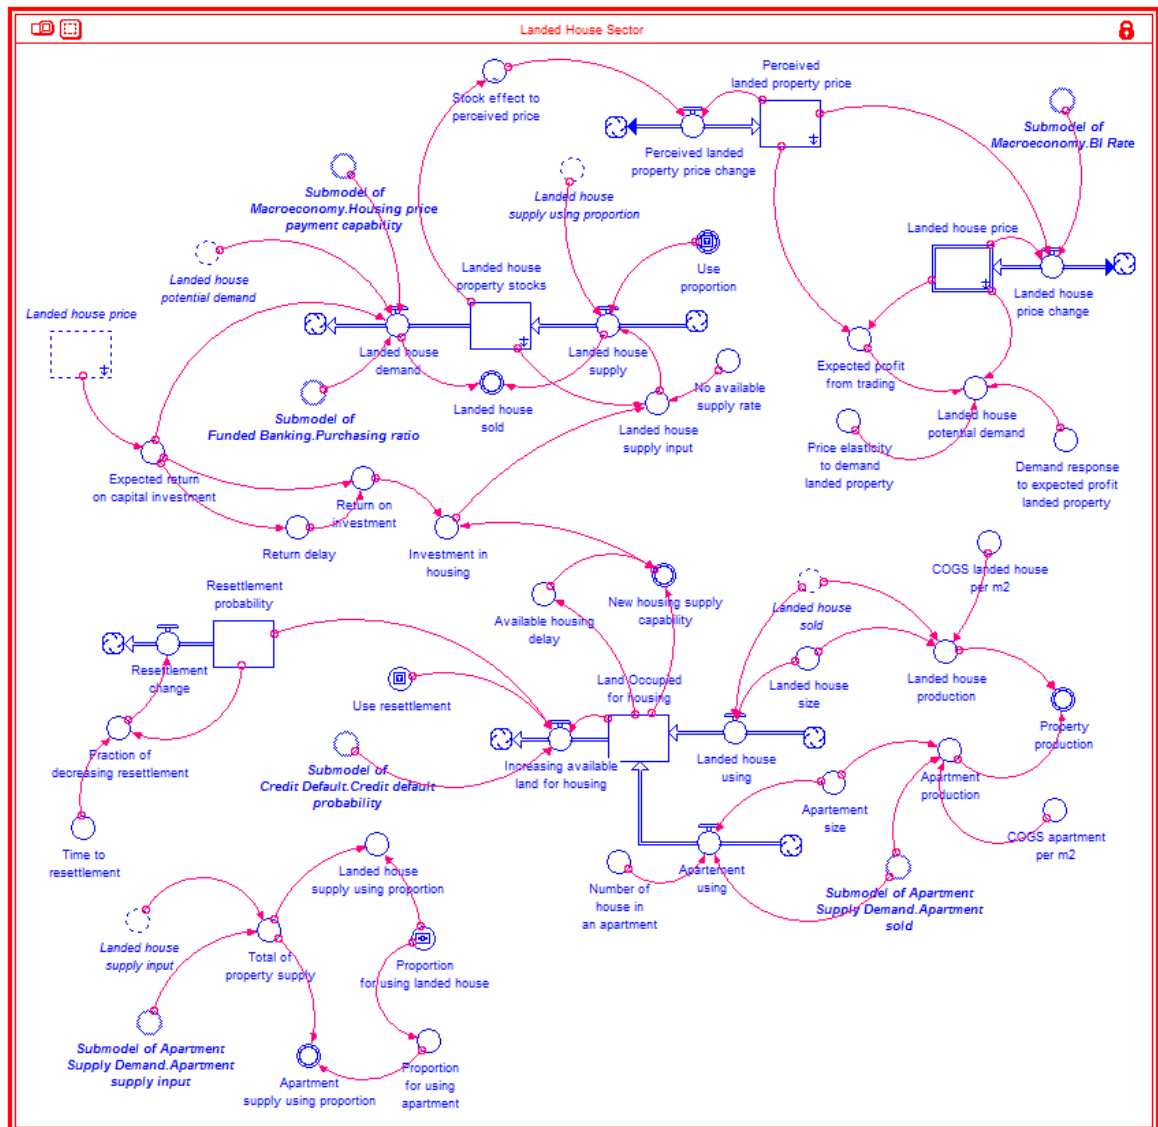 Landed House Sector
Stock effect to
perceived price
Perceived
landed property price
Perceived landed
property price change
Submodel of
Macroeconomy.BI Rate
Submodel of
Macroeconomy.Housing price
payment capability
Landed house
supply using proportion
Landed house
potential demand
Landed house
property stocks
Use
proportion
Landed house price
Landed house
price change
Landed house price
Landed house
demand
Landed house
supply
Landed house
sold
No available
supply rate
Expected profit
from trading
Submodel of
Funded Banking.Purchasing ratio
Landed house
supply input
Landed house
potential demand
Price elasticity
to demand
landed property
Demand response
to expected profit
landed property
Expected return
on capital investment
Return on
investment
Return delay
Investment in
housing
Resettlement
probability
Available housing
delay
New housing supply
capability
Landed house
sold
COGS landed house
per m2
Resettlement
change
Use resettlement
Land Occupied
for housing
Landed house
size
Landed house
production
Fraction of
decreasing resettlement
Submodel of
Credit Default.Credit default
probability
Increasing available
land for housing
Landed house
using
Property
production
Apartment
production
Apartement
size
Time to
resettlement
Landed house
supply using proportion
Number of
house in
an apartment
Apartement
using
COGS apartment
per m2
Submodel of Apartment
Supply Demand.Apartment
sold
Landed house
supply input
Total of
property supply
Proportion
for using landed house
Submodel of Apartment
Supply Demand.Apartment
supply input
Apartment
supply using proportion
Proportion
for using
apartment